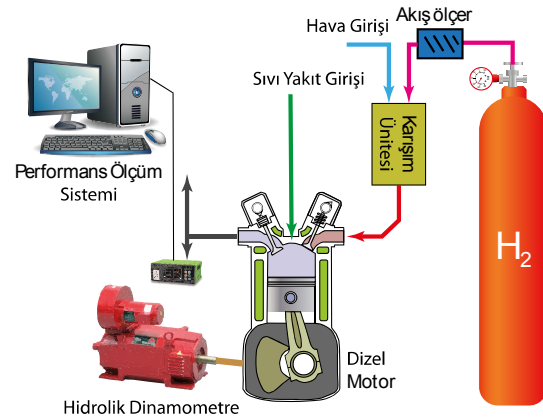 Hava Girişi
Akış ölçer
Sıvı Yakıt Girişi
Karışım
Ünitesi
Performans Ölçüm
Sistemi
H2
Dizel
Motor
Hidrolik Dinamometre